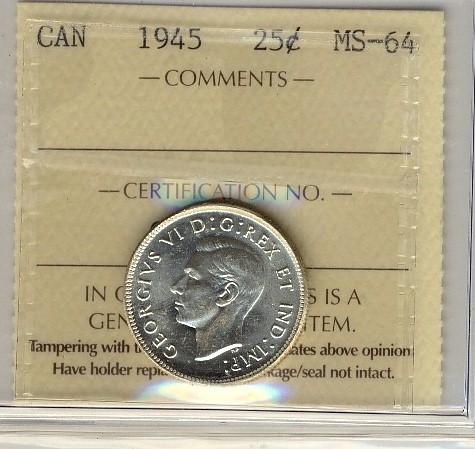 CAN 1945 25¢ MS-64
— COMMENTS —
— CERTIFICATION NO. —
GEORGIVS VI D:G:REX ET IND:IMP:
IN S IS A
GEN ITEM.
Tampering with t ates above opinion
Have holder repl kage/seal not intact.